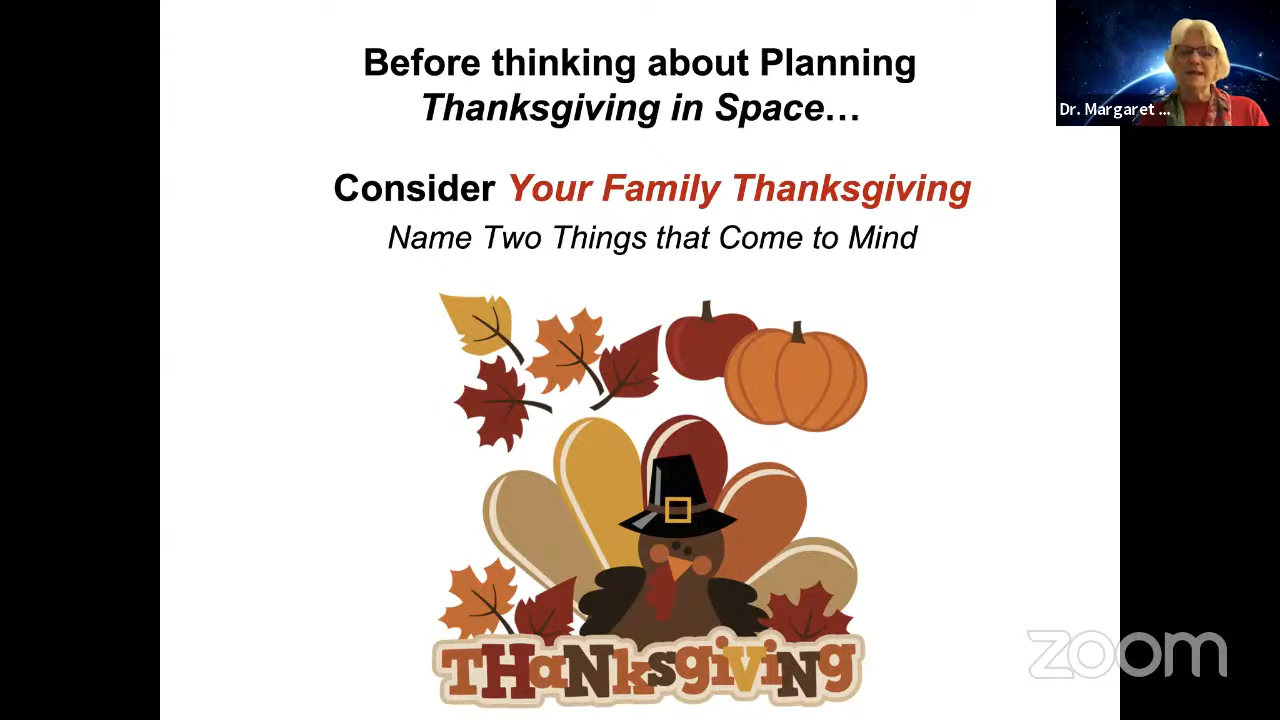 Before thinking about Planning
Thanksgiving in Space…
Consider Your Family Thanksgiving
Name Two Things that Come to Mind
THaNksgiViNg
Dr. Margaret ...
zoom